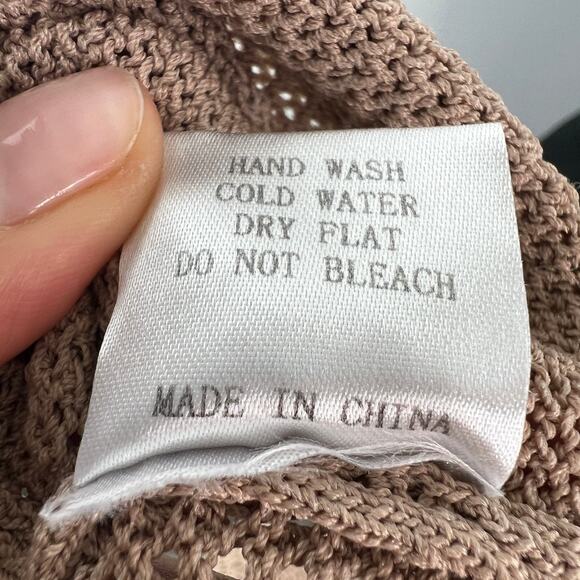 HAND WASH
COLD WATER
DRY FLAT
DO NOT BLEACH
MADE IN CHINA